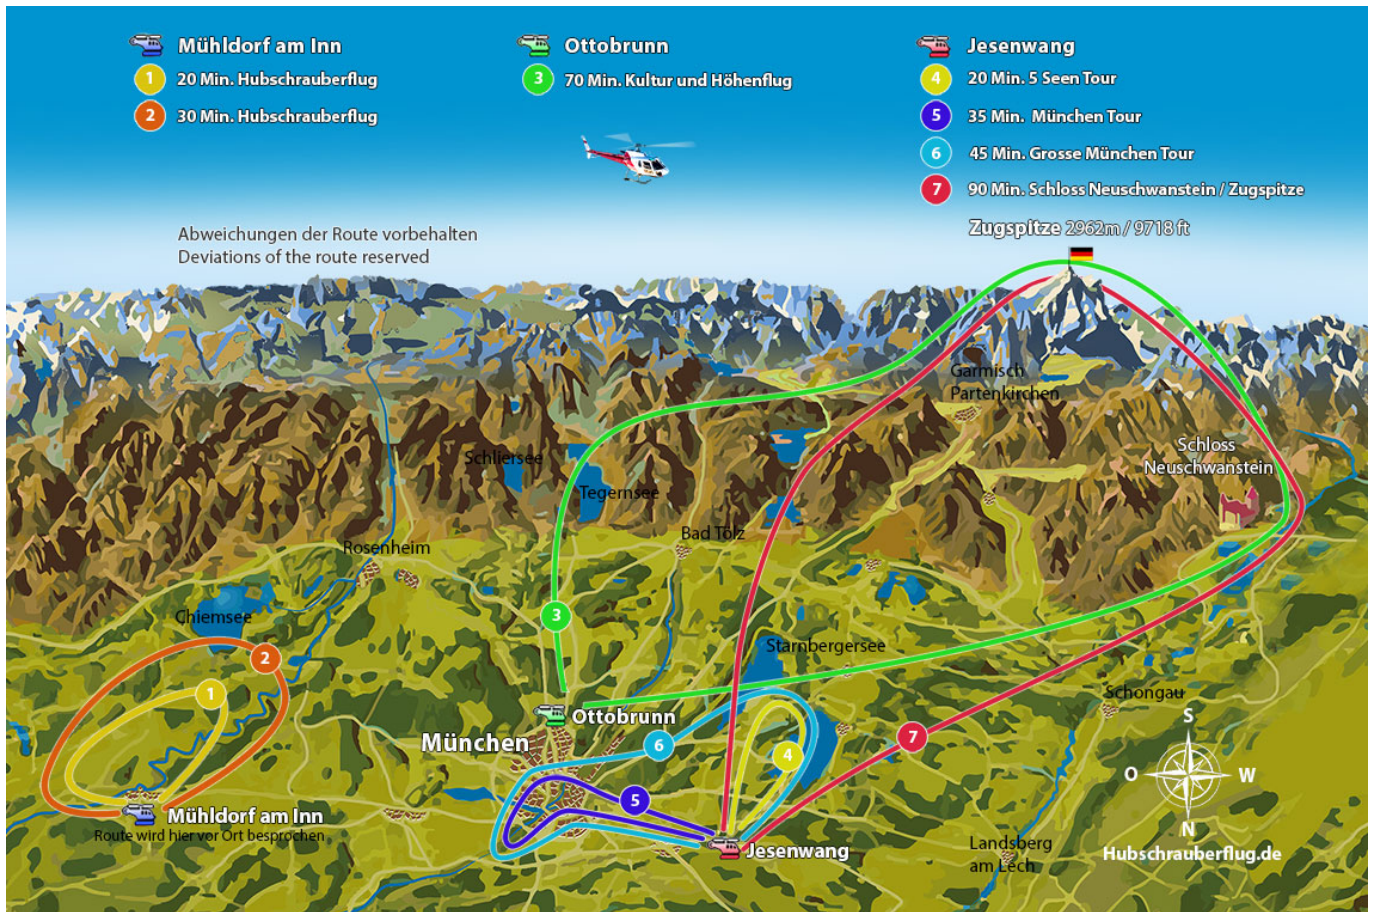 Mühldorf am Inn
1 20 Min. Hubschrauberflug
2 30 Min. Hubschrauberflug
Ottobrunn
3 70 Min. Kultur und Höhenflug
Jesenwang
4 20 Min. 5 Seen Tour
5 35 Min. München Tour
6 45 Min. Grosse München Tour
7 90 Min. Schloss Neuschwanstein / Zugspitze
Zugspitze 2962m / 9718 ft
Abweichungen der Route vorbehalten
Deviations of the route reserved
Garmisch
Partenkirchen
Schloss
Neuschwanstein
Schliersee
Tegernsee
Bad Tölz
Rosenheim
Chiemsee
3
2
Starnbergersee
1
Schongau
Ottobrunn
München
6
7
4
5
S
O W
N
Mühldorf am Inn
Route wird hier vor Ort besprochen
Jesenwang
Landsberg
am Lech
Hubschrauberflug.de